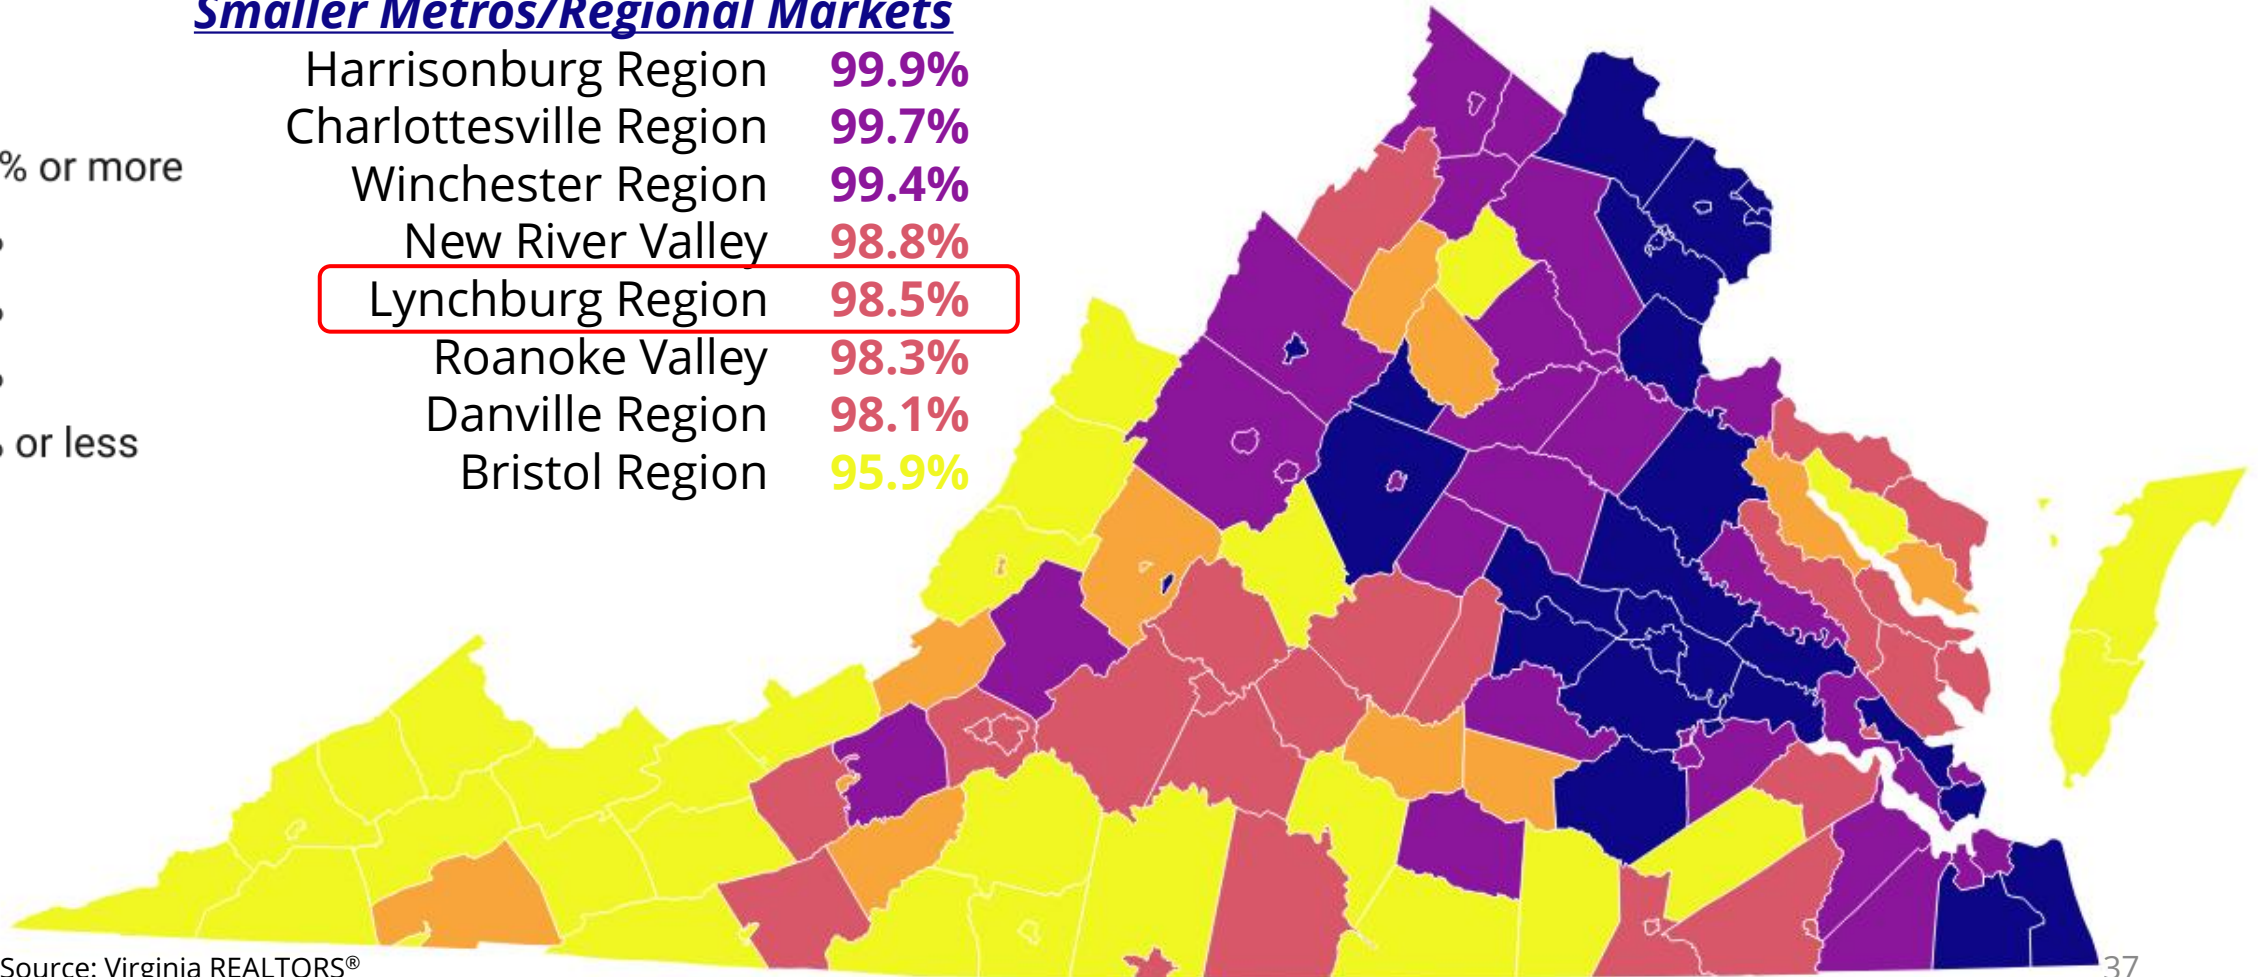 Smaller Metros/Regional Markets
Harrisonburg Region 99.9%
Charlottesville Region 99.7%
% or more
Winchester Region 99.4%
New River Valley 98.8%
Lynchburg Region 98.5%
Roanoke Valley 98.3%
Danville Region 98.1%
or less
Bristol Region 95.9%
Source: Virginia REALTORS®
37